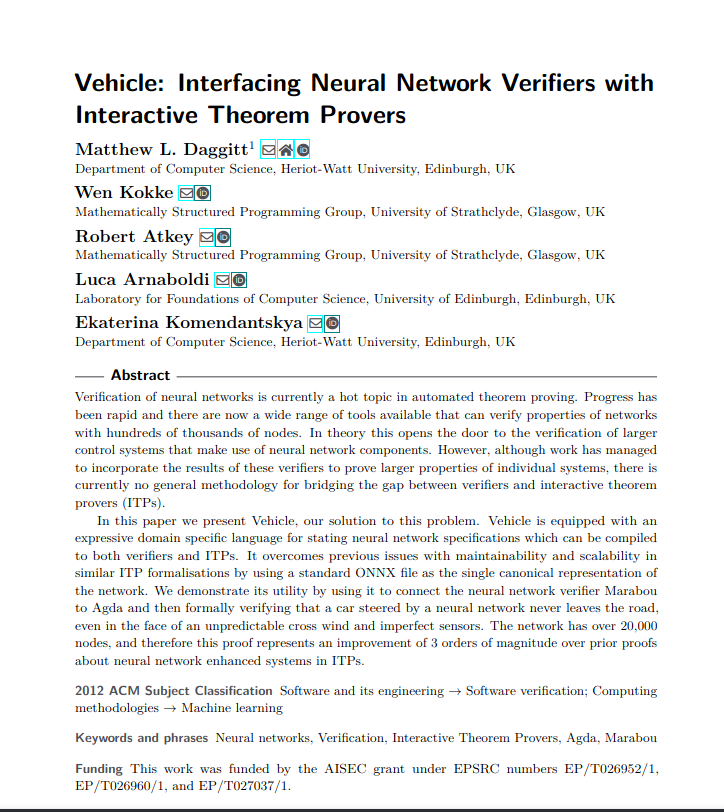 Vehicle: Interfacing Neural Network Verifiers with
Interactive Theorem Provers
Matthew L. Daggitt¹
Department of Computer Science, Heriot-Watt University, Edinburgh, UK
Wen Kokke
Mathematically Structured Programming Group, University of Strathclyde, Glasgow, UK
Robert Atkey
Mathematically Structured Programming Group, University of Strathclyde, Glasgow, UK
Luca Arnaboldi
Laboratory for Foundations of Computer Science, University of Edinburgh, Edinburgh, UK
Ekaterina Komendantskya
Department of Computer Science, Heriot-Watt University, Edinburgh, UK
Abstract
Verification of neural networks is currently a hot topic in automated theorem proving. Progress has
been rapid and there are now a wide range of tools available that can verify properties of networks
with hundreds of thousands of nodes. In theory this opens the door to the verification of larger
control systems that make use of neural network components. However, although work has managed
to incorporate the results of these verifiers to prove larger properties of individual systems, there is
currently no general methodology for bridging the gap between verifiers and interactive theorem
provers (ITPs).
In this paper we present Vehicle, our solution to this problem. Vehicle is equipped with an
expressive domain specific language for stating neural network specifications which can be compiled
to both verifiers and ITPs. It overcomes previous issues with maintainability and scalability in
similar ITP formalisations by using a standard ONNX file as the single canonical representation of
the network. We demonstrate its utility by using it to connect the neural network verifier Marabou
to Agda and then formally verifying that a car steered by a neural network never leaves the road,
even in the face of an unpredictable cross wind and imperfect sensors. The network has over 20,000
nodes, and therefore this proof represents an improvement of 3 orders of magnitude over prior proofs
about neural network enhanced systems in ITPs.
2012 ACM Subject Classification Software and its engineering → Software verification; Computing
methodologies → Machine learning
Keywords and phrases Neural networks, Verification, Interactive Theorem Provers, Agda, Marabou
Funding This work was funded by the AISEC grant under EPSRC numbers EP/T026952/1,
EP/T026960/1, and EP/T027037/1.